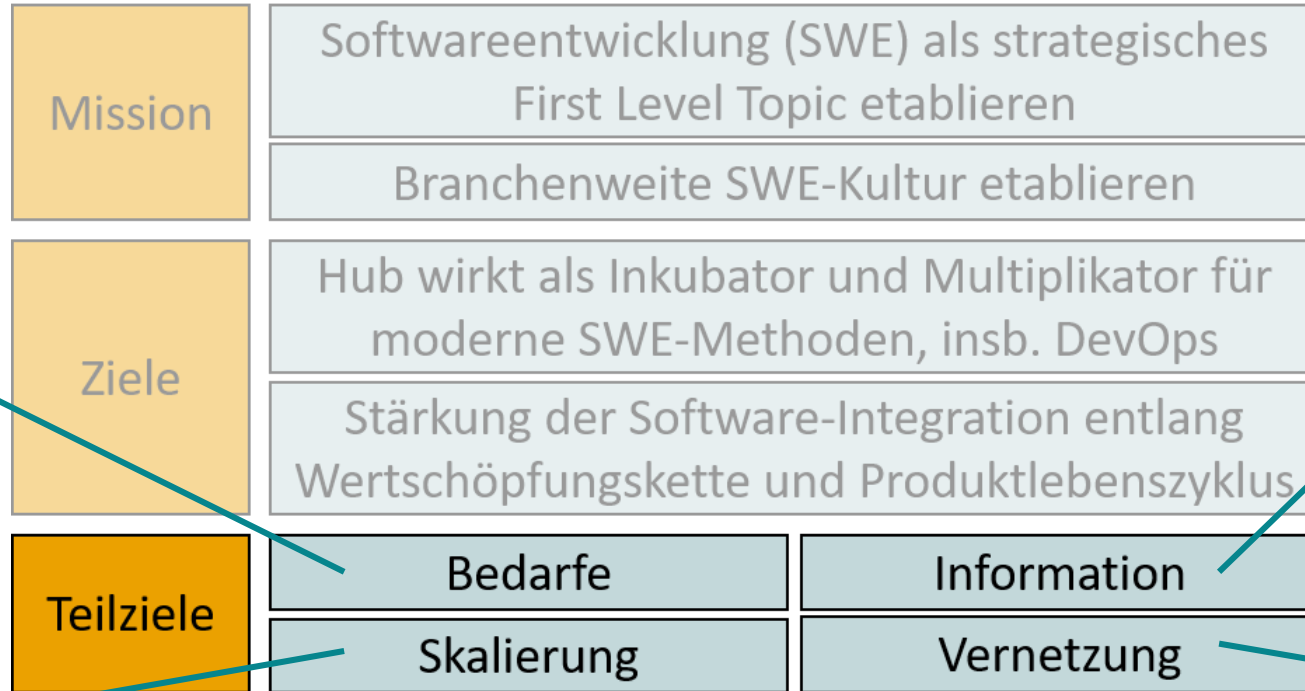 Mission
Softwareentwicklung (SWE) als strategisches
First Level Topic etablieren
Branchenweite SWE-Kultur etablieren
Ziele
Hub wirkt als Inkubator und Multiplikator für
moderne SWE-Methoden, insb. DevOps
Stärkung der Software-Integration entlang
Wertschöpfungskette und Produktlebenszyklus
Teilziele
Bedarfe
Information
Skalierung
Vernetzung